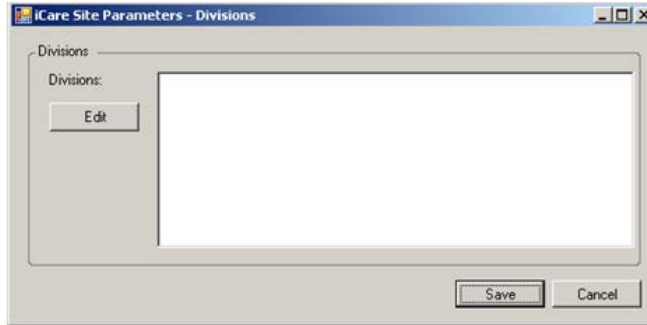 iCare Site Parameters - Divisions
Divisions
Divisions:
Edit
Save Cancel